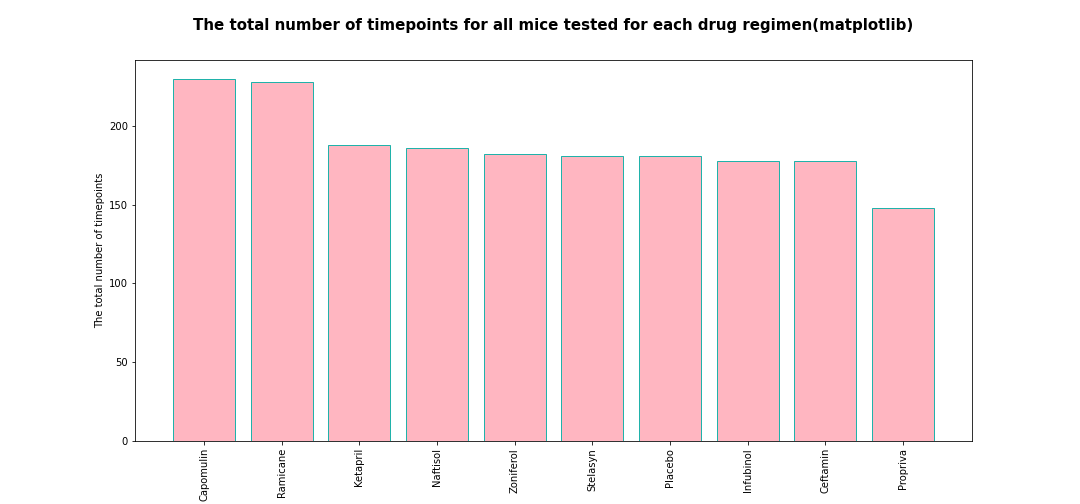 The total number of timepoints for all mice tested for each drug regimen(matplotlib)
The total number of timepoints
200
150
100
50
0
Capomulin
Ramicane
Ketapril
Naftisol
Zoniferol
Stelasyn
Placebo
Infubinol
Ceftamin
Propriva